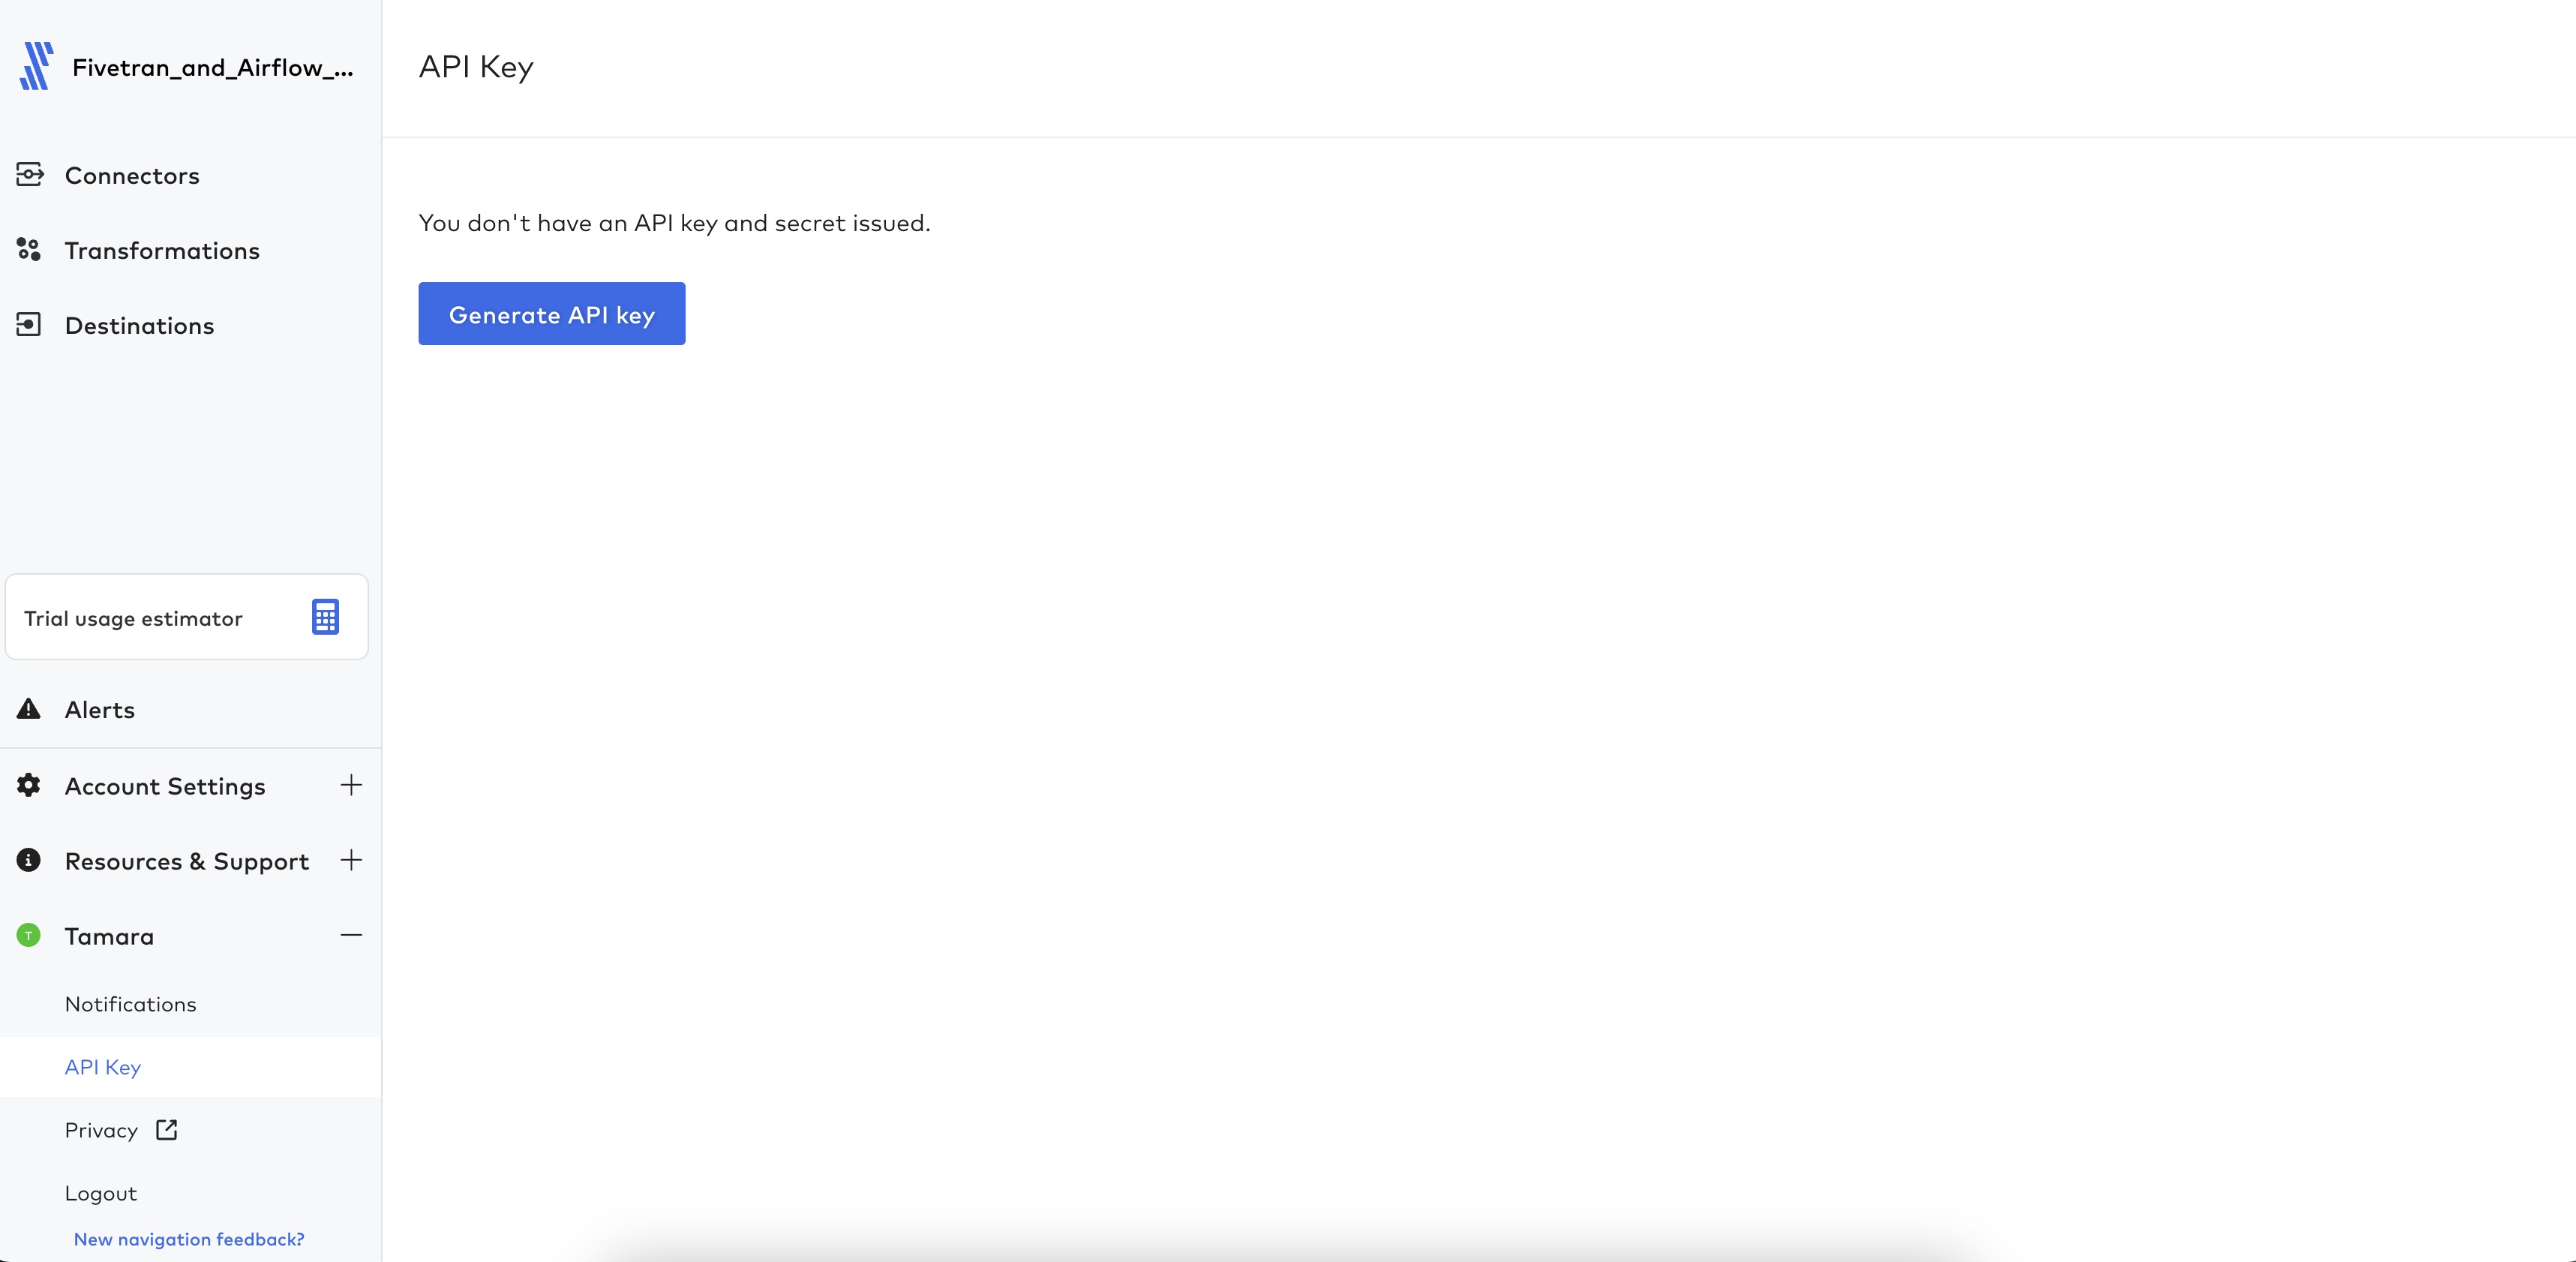 Fivetran_and_Airflow_...
Connectors
Transformations
Destinations
Trial usage estimator
Alerts
Account Settings
Resources & Support
T
Tamara
Notifications
API Key
Privacy
Logout
New navigation feedback?
API Key
You don't have an API key and secret issued.
Generate API key